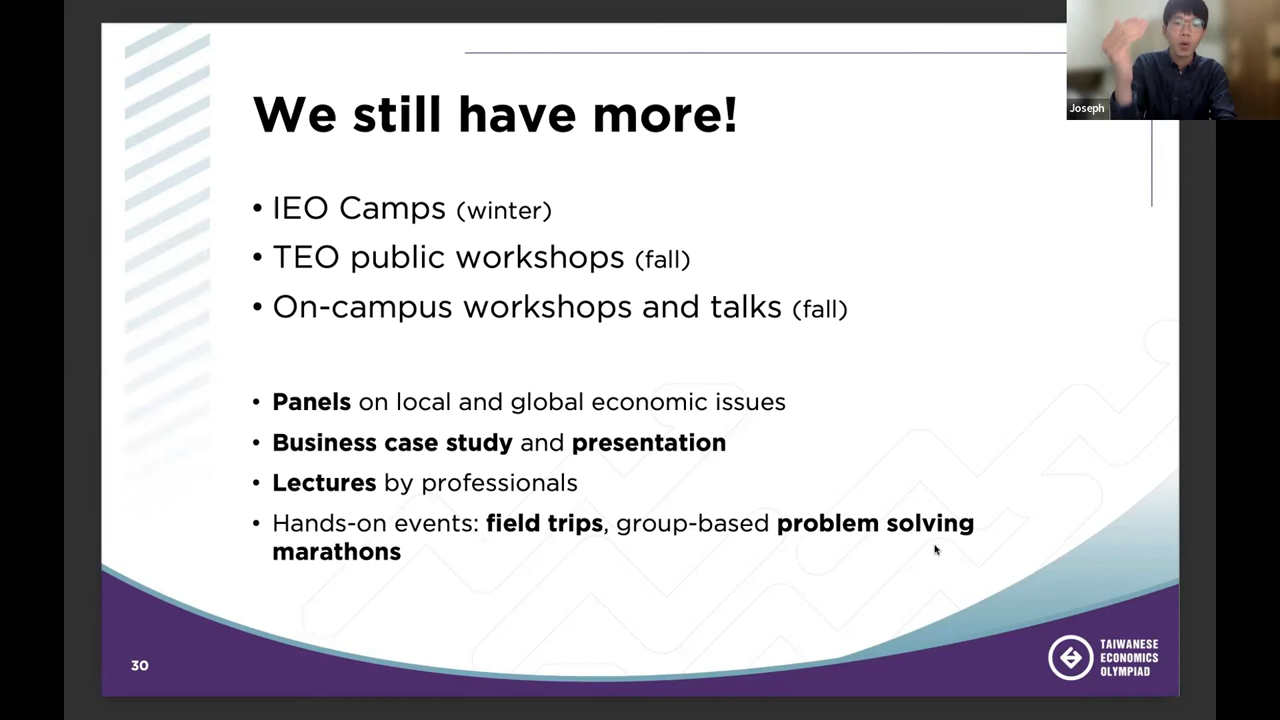 Joseph
We still have more!
• IEO Camps (winter)
• TEO public workshops (fall)
• On-campus workshops and talks (fall)
• Panels on local and global economic issues
• Business case study and presentation
• Lectures by professionals
• Hands-on events: field trips, group-based problem solving
marathons
30
TAIWANESE
ECONOMICS
OLYMPIAD